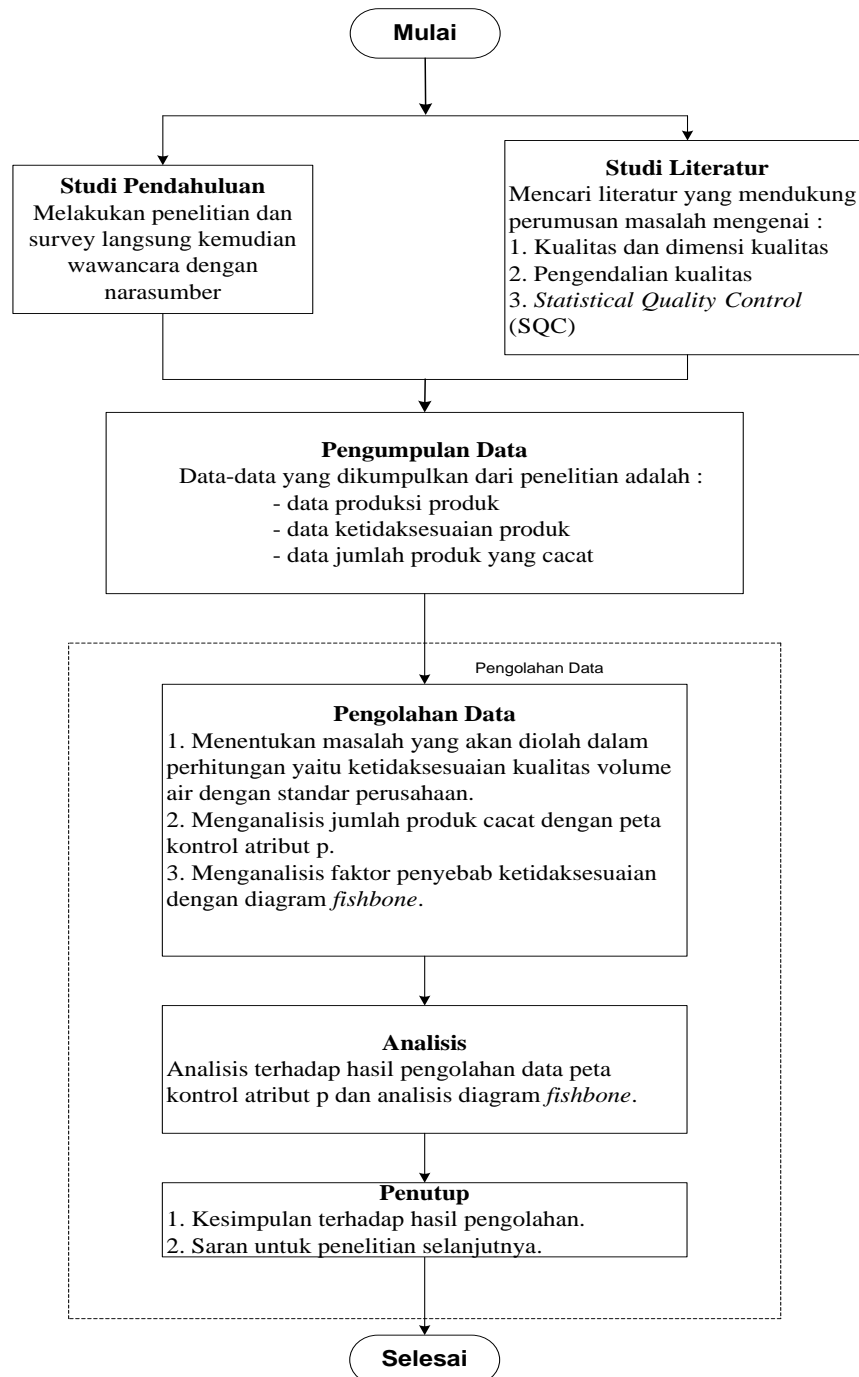 Mulai
Studi Pendahuluan
Melakukan penelitian dan
survey langsung kemudian
wawancara dengan
narasumber
Studi Literatur
Mencari literatur yang mendukung
perumusan masalah mengenai :
1. Kualitas dan dimensi kualitas
2. Pengendalian kualitas
3. Statistical Quality Control
(SQC)
Pengumpulan Data
Data-data yang dikumpulkan dari penelitian adalah :
- data produksi produk
- data ketidaksesuaian produk
- data jumlah produk yang cacat
Pengolahan Data
Pengolahan Data
1. Menentukan masalah yang akan diolah dalam
perhitungan yaitu ketidaksesuaian kualitas volume
air dengan standar perusahaan.
2. Menganalisis jumlah produk cacat dengan peta
kontrol atribut p.
3. Menganalisis faktor penyebab ketidaksesuaian
dengan diagram fishbone.
Analisis
Analisis terhadap hasil pengolahan data peta
kontrol atribut p dan analisis diagram fishbone.
Penutup
1. Kesimpulan terhadap hasil pengolahan.
2. Saran untuk penelitian selanjutnya.
Selesai